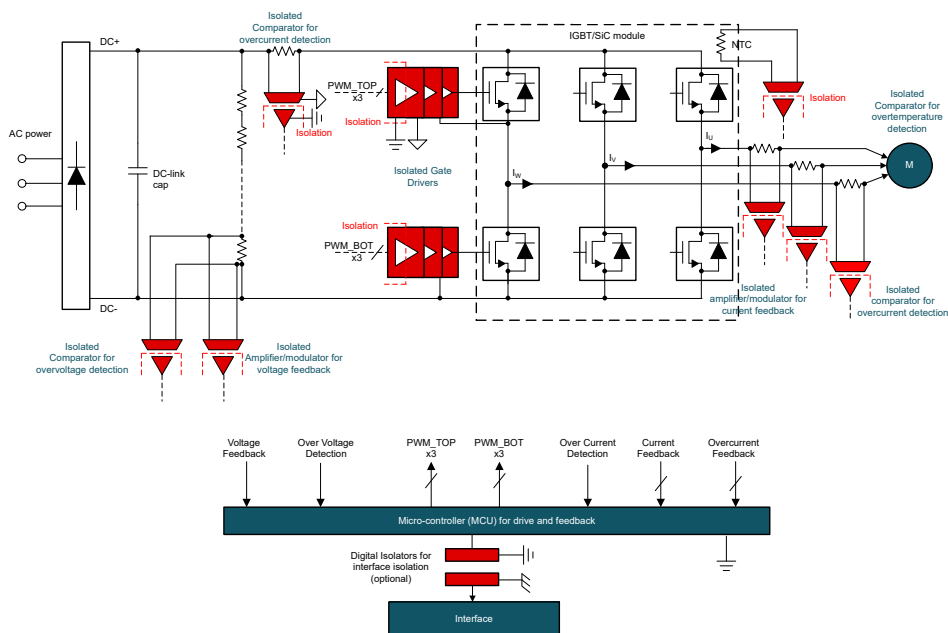 Isolated
Comparator for
overcurrent detection
DC+
IGBT/SiC module
NTC
PWM_TOP
x3
Isolation
Isolation
Isolation
Isolated
Comparator for
overtemperature
detection
AC power
DC-link
cap
Isolated Gate
Drivers
IU
IV
IW
M
Isolation
PWM_BOT
x3
DC-
Isolated
Comparator for
overvoltage detection
Isolated
Amplifier/modulator for
voltage feedback
Isolated
amplifier/modulator for
current feedback
Isolated
comparator for
overcurrent detection
Voltage
Feedback
Over Voltage
Detection
PWM_TOP
x3
PWM_BOT
x3
Over Current
Detection
Current
Feedback
Overcurrent
Feedback
Micro-controller (MCU) for drive and feedback
Digital Isolators for
interface isolation
(optional)
Interface